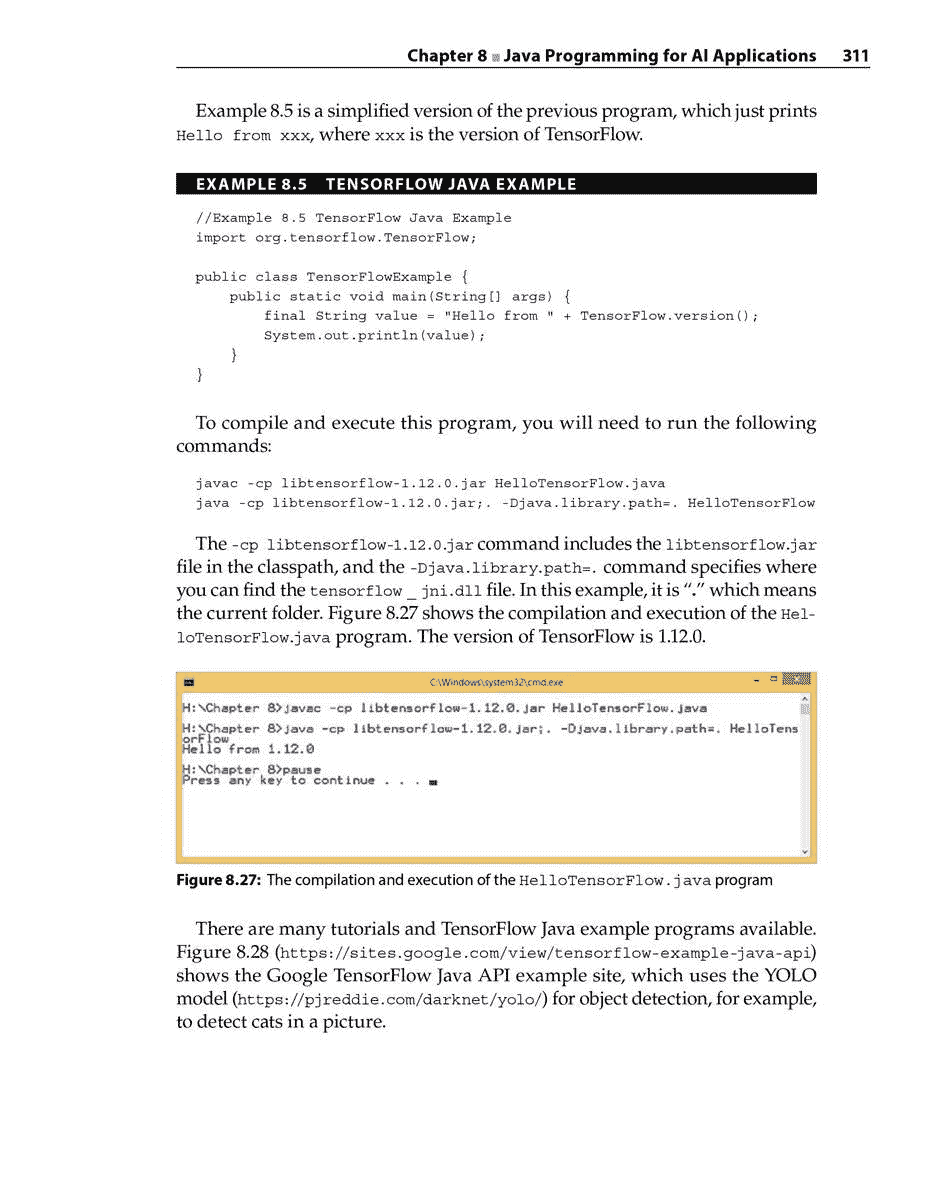 Chapter 8 ■ Java Programming for AI Applications 311
Example 8.5 is a simplified version of the previous program, which just prints
Hello from xxx, where xxx is the version of TensorFlow.
EXAMPLE 8.5 TENSORFLOW JAVA EXAMPLE
//Example 8.5 TensorFlow Java Example
import org.tensorflow.TensorFlow;
public class TensorFlowExample {
public static void main(String[] args) {
final String value = "Hello from " + TensorFlow.version();
System.out.println(value);
}
}
To compile and execute this program, you will need to run the following
commands:
javac -cp libtensorflow-1.12.0.jar HelloTensorFlow.java
java -cp libtensorflow-1.12.0.jar;. -Djava.library.path=. HelloTensorFlow
The -cp libtensorflow-1.12.0.jar command includes the libtensorflow.jar
file in the classpath, and the -Djava.library.path=. command specifies where
you can find the tensorflow _ jni.dll file. In this example, it is “.” which means
the current folder. Figure 8.27 shows the compilation and execution of the Hel-
loTensorFlow.java program. The version of TensorFlow is 1.12.0.
C:\Windows\system32\cmd.exe
H:\Chapter 8>javac -cp libtensorflow-1.12.0.jar HelloTensorFlow.java
H:\Chapter 8>java -cp libtensorflow-1.12.0.jar;. -Djava.library.path=. HelloTens
orFlow
Hello from 1.12.0
H:\Chapter 8>pause
Press any key to continue . . .
Figure 8.27: The compilation and execution of the HelloTensorFlow.java program
There are many tutorials and TensorFlow Java example programs available.
Figure 8.28 (https://sites.google.com/view/tensorflow-example-java-api)
shows the Google TensorFlow Java API example site, which uses the YOLO
model (https://pjreddie.com/darknet/yolo/) for object detection, for example,
to detect cats in a picture.